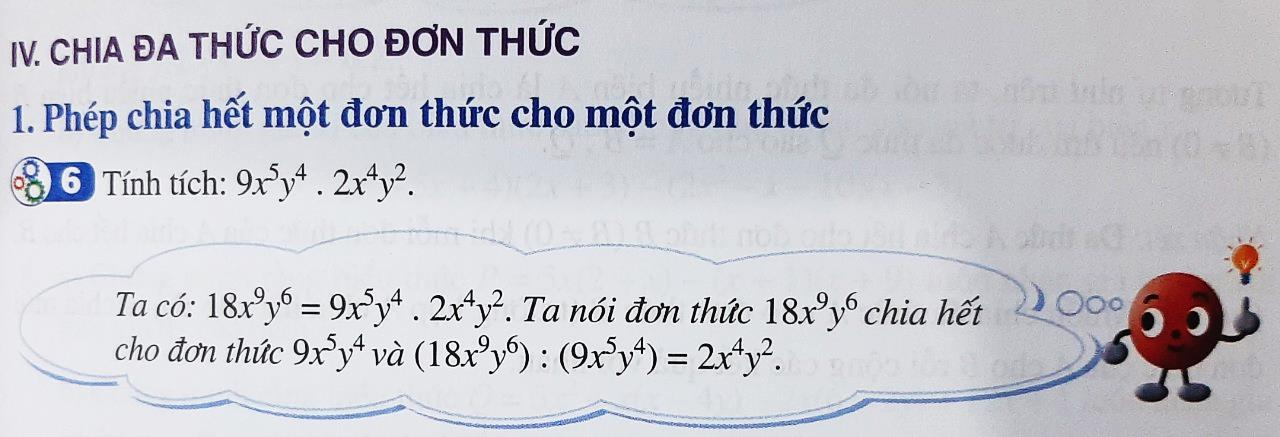 IV. CHIA ĐA THỨC CHO ĐƠN THỨC
1. Phép chia hết một đơn thức cho một đơn thức
6 Tính tích: 9x⁵y⁴ . 2x⁴y².
Ta có: 18x⁹y⁶ = 9x⁵y⁴ . 2x⁴y². Ta nói đơn thức 18x⁹y⁶ chia hết
cho đơn thức 9x⁵y⁴ và (18x⁹y⁶) : (9x⁵y⁴) = 2x⁴y².